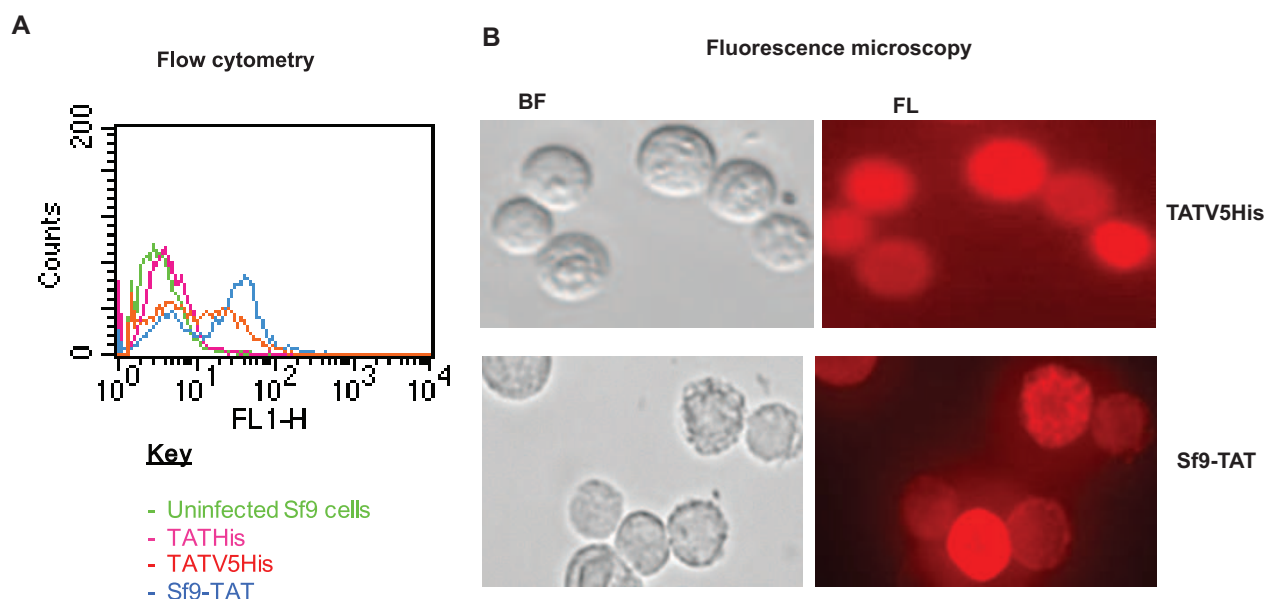 A
Flow cytometry
200
Counts
0
10^0 10^1 10^2 10^3 10^4
FL1-H
Key
- Uninfected Sf9 cells
- TATHis
- TATV5His
- Sf9-TAT
B
Fluorescence microscopy
BF
FL
TATV5His
Sf9-TAT